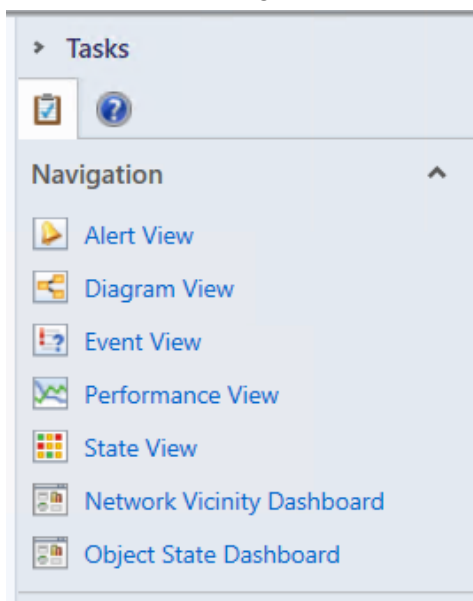 Tasks
Navigation
Alert View
Diagram View
Event View
Performance View
State View
Network Vicinity Dashboard
Object State Dashboard